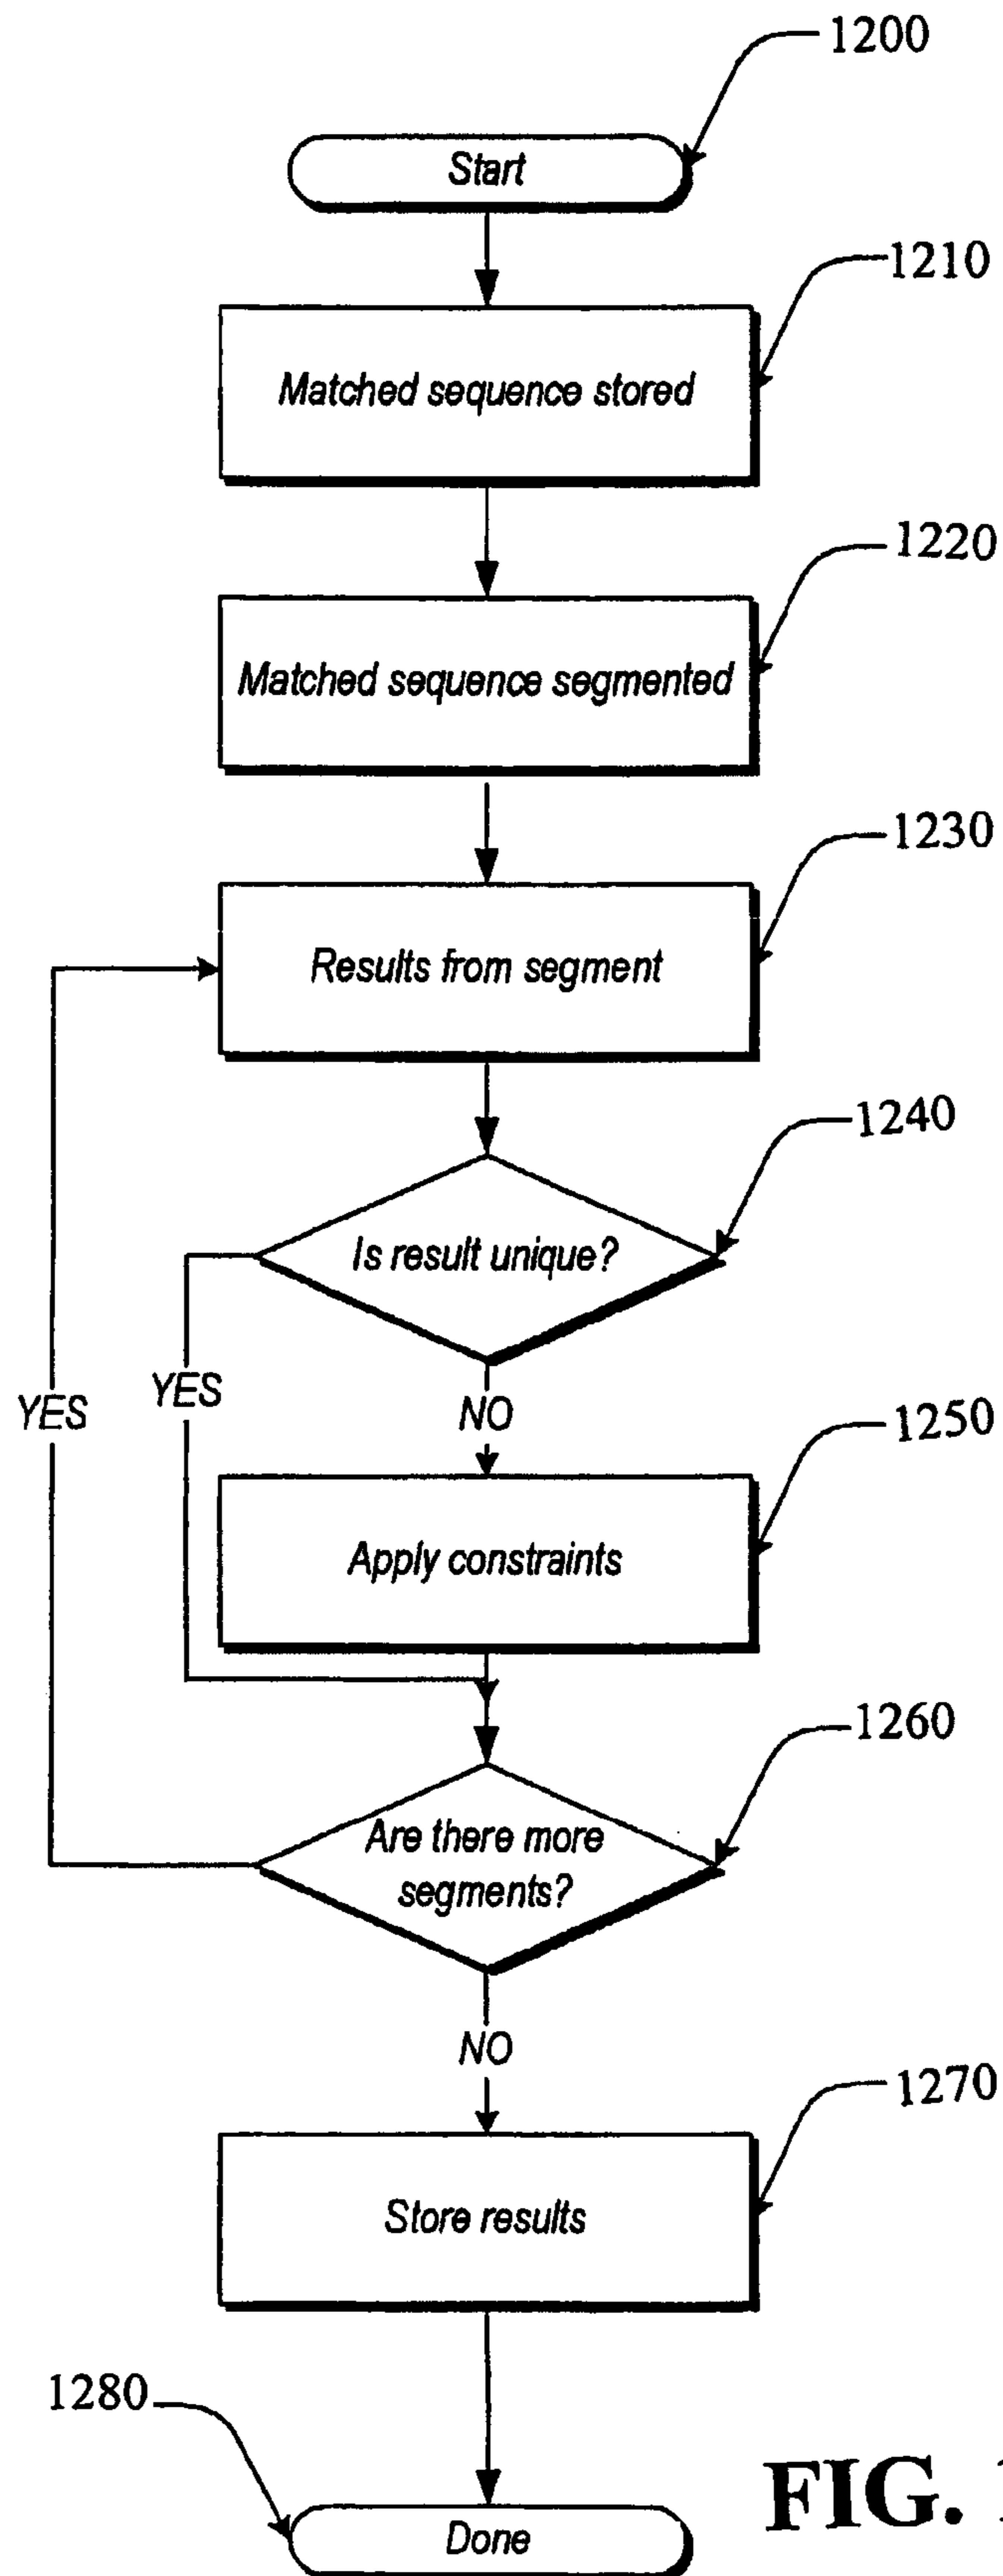 1200
Start
1210
Matched sequence stored
1220
Matched sequence segmented
1230
Results from segment
1240
Is result unique?
YES
YES
NO
1250
Apply constraints
1260
Are there more
segments?
NO
1270
Store results
1280
Done
FIG.